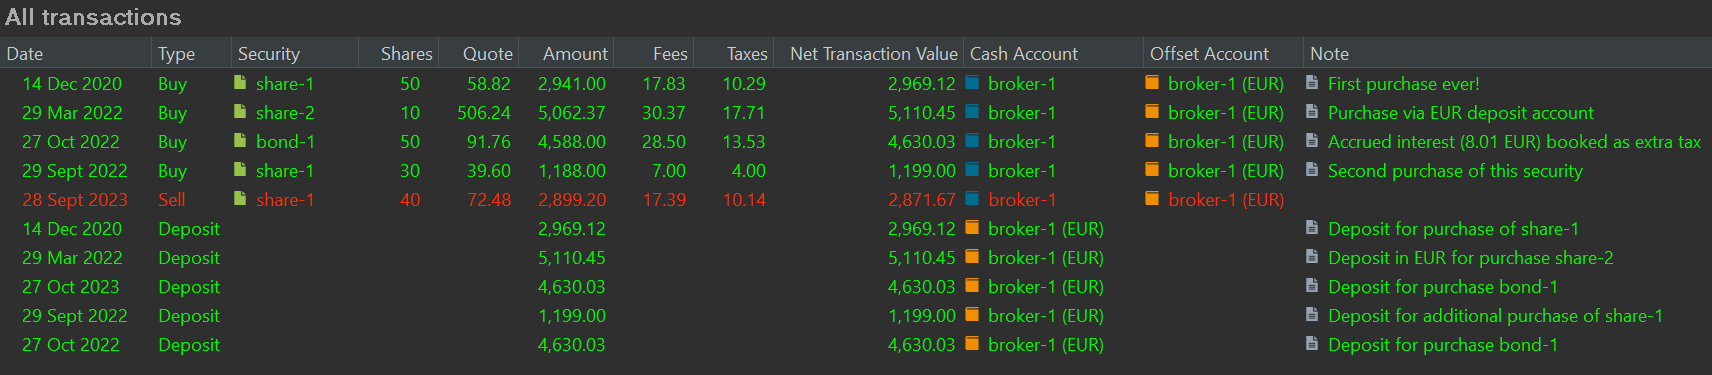 All transactions
Date Type Security Shares Quote Amount Fees Taxes Net Transaction Value Cash Account Offset Account Note
14 Dec 2020 Buy share-1 50 58.82 2,941.00 17.83 10.29 2,969.12 broker-1 broker-1 (EUR) First purchase ever!
29 Mar 2022 Buy share-2 10 506.24 5,062.37 30.37 17.71 5,110.45 broker-1 broker-1 (EUR) Purchase via EUR deposit account
27 Oct 2022 Buy bond-1 50 91.76 4,588.00 28.50 13.53 4,630.03 broker-1 broker-1 (EUR) Accrued interest (8.01 EUR) booked as extra tax
29 Sept 2022 Buy share-1 30 39.60 1,188.00 7.00 4.00 1,199.00 broker-1 broker-1 (EUR) Second purchase of this security
28 Sept 2023 Sell share-1 40 72.48 2,899.20 17.39 10.14 2,871.67 broker-1 broker-1 (EUR)
14 Dec 2020 Deposit 2,969.12 2,969.12 broker-1 (EUR) Deposit for purchase of share-1
29 Mar 2022 Deposit 5,110.45 5,110.45 broker-1 (EUR) Deposit in EUR for purchase share-2
27 Oct 2023 Deposit 4,630.03 4,630.03 broker-1 (EUR) Deposit for purchase bond-1
29 Sept 2022 Deposit 1,199.00 1,199.00 broker-1 (EUR) Deposit for additional purchase of share-1
27 Oct 2022 Deposit 4,630.03 4,630.03 broker-1 (EUR) Deposit for purchase bond-1